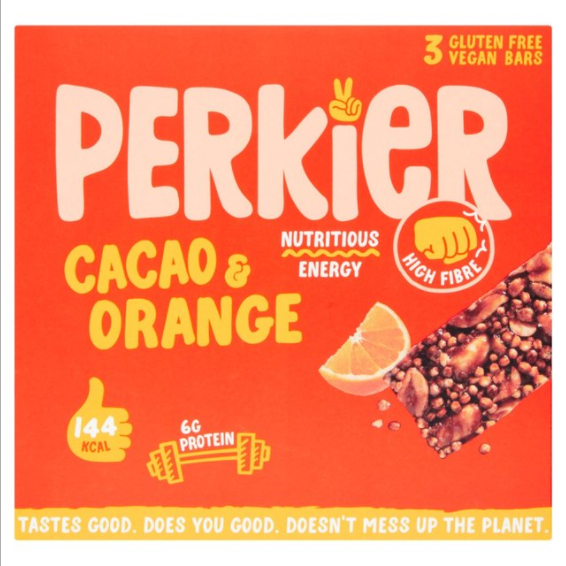 3 GLUTEN FREE
VEGAN BARS
PERKiER
NUTRITIOUS
ENERGY
HIGH FIBRE
CACAO &
ORANGE
144
KCAL
6G
PROTEIN
TASTES GOOD. DOES YOU GOOD. DOESN'T MESS UP THE PLANET.